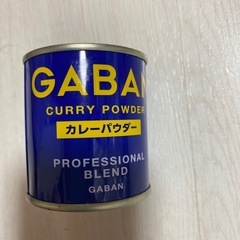 GABAN
CURRY POWDER
カレーパウダー
PROFESSIONAL
BLEND
GABAN